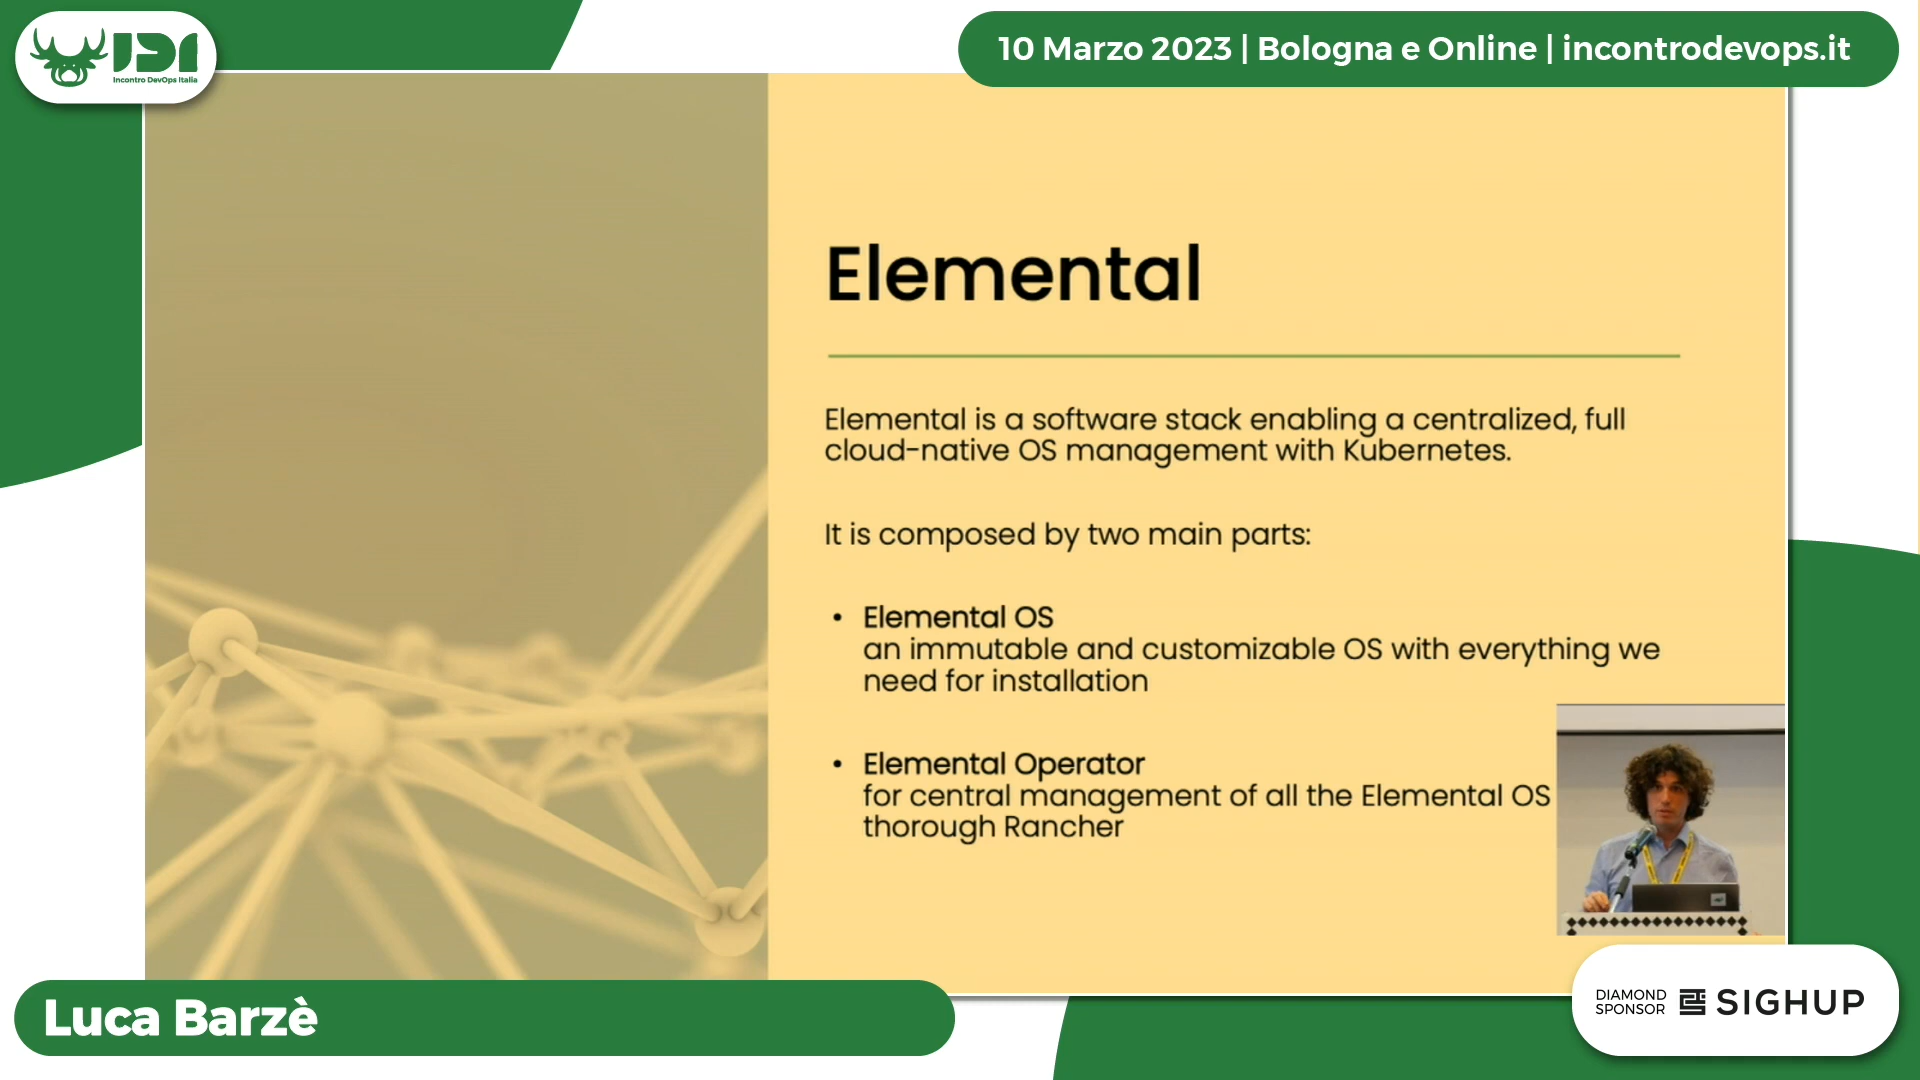 IDI
Incontro DevOps Italia
10 Marzo 2023 | Bologna e Online | incontrodevops.it
Elemental
Elemental is a software stack enabling a centralized, full
cloud-native OS management with Kubernetes.
It is composed by two main parts:
• Elemental OS
an immutable and customizable OS with everything we
need for installation
• Elemental Operator
for central management of all the Elemental OS
thorough Rancher
Luca Barzè
DIAMOND
SPONSOR
SIGHUP